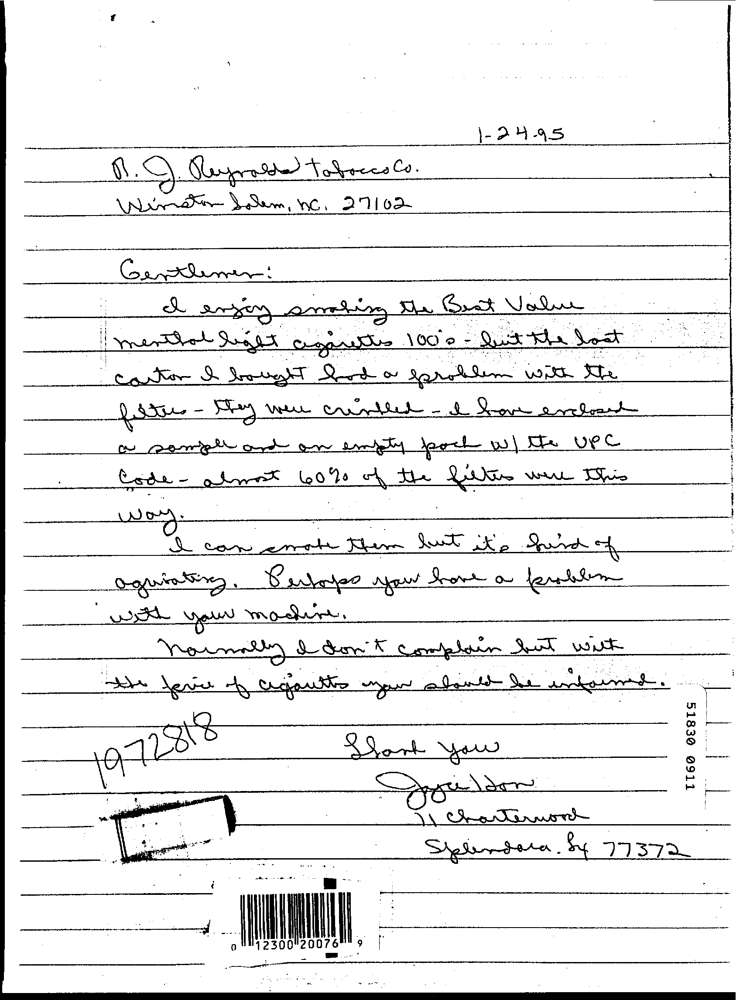 1-24-95
R. J. Reynolds Tobacco Co.
Winston Salem, NC. 27102
Gentlemen:
I enjoy smoking the Best Value
menthol light cigarettes 100's - but the last
carton I bought had a problem with the
filters - they were crinkled - I have enclosed
a sample and an empty pack w/ the UPC
Code - almost 60% of the filters were this
way.
I can smoke them but it's kind of
agivating. Perhaps you have a problem
with your machine.
Normally I don't complain but with
the price of cigarettes you should be informed.
51830 0911
1972818
Thank you
Joyce
11 Charterwood
Splendora. Tx 77372
0 12300 20076 9